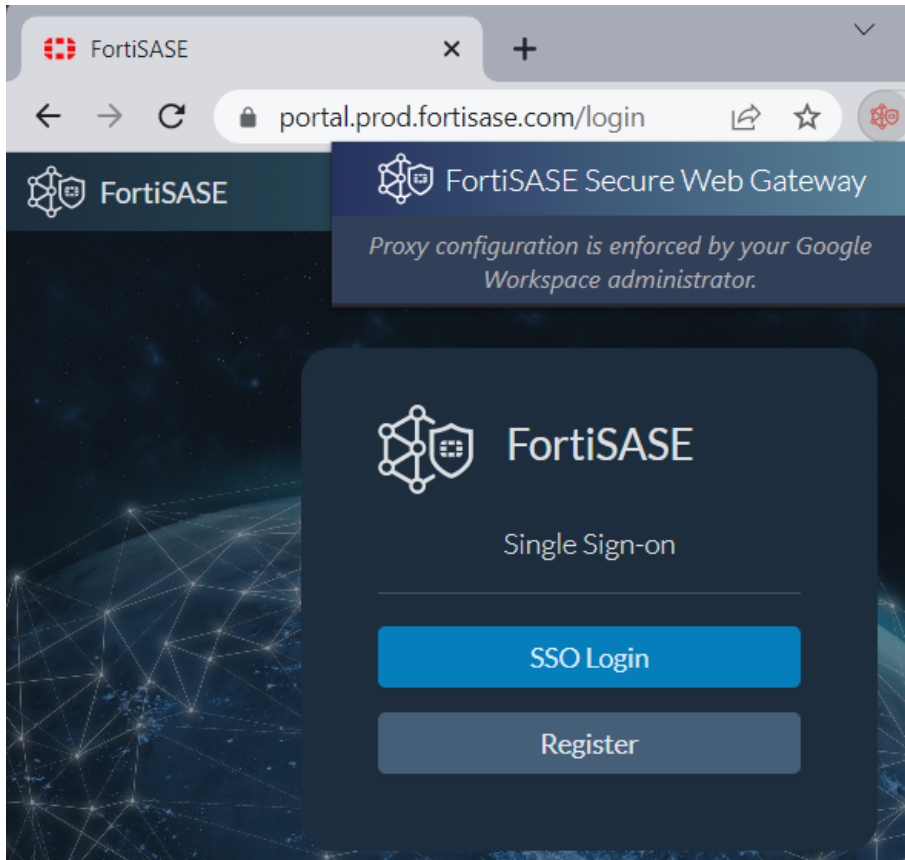 FortiSASE
portal.prod.fortisase.com/login
FortiSASE
FortiSASE Secure Web Gateway
Proxy configuration is enforced by your Google
Workspace administrator.
FortiSASE
Single Sign-on
SSO Login
Register